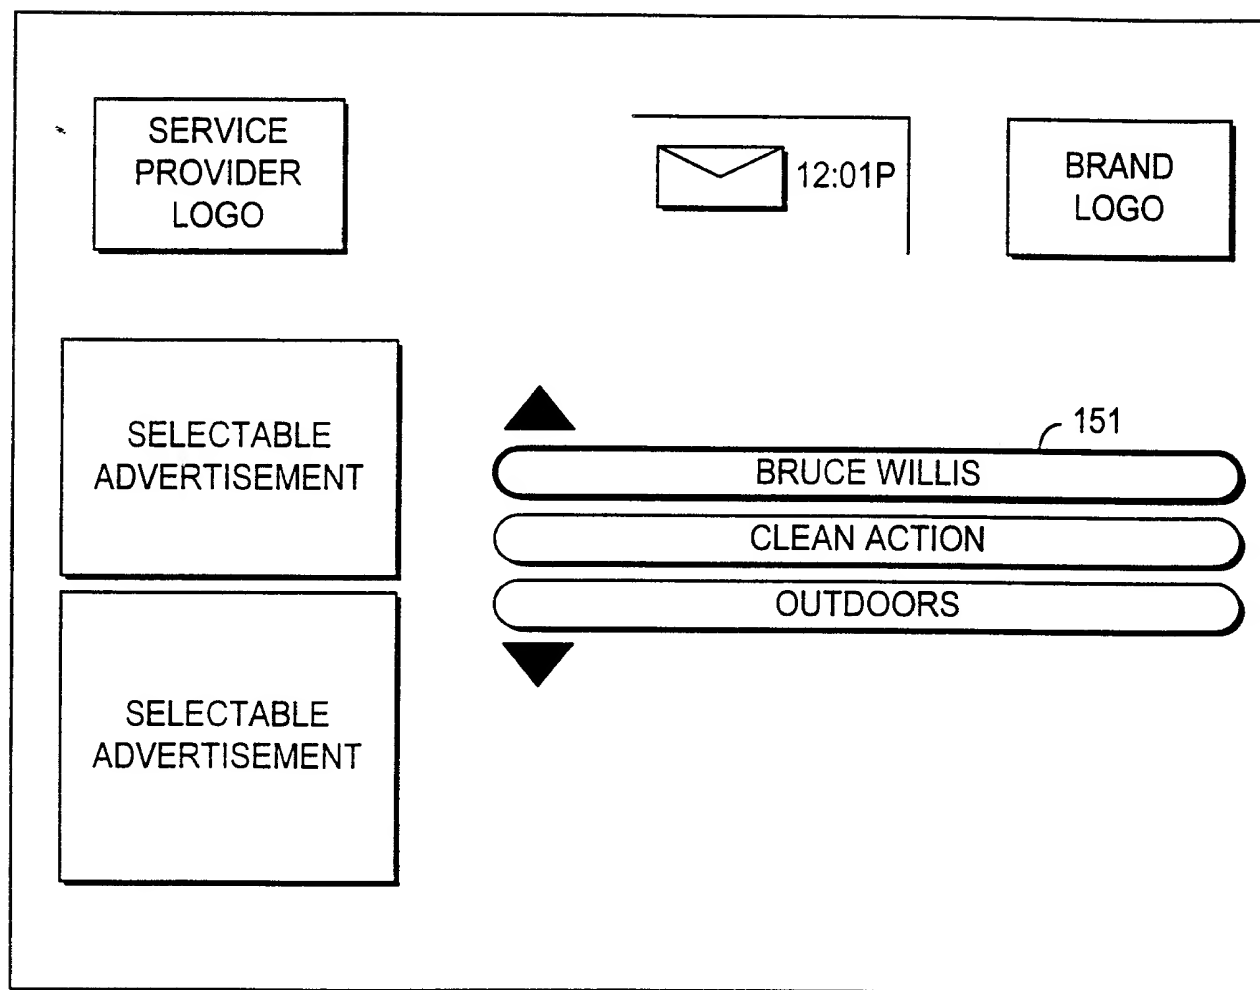 SERVICE
PROVIDER
LOGO
12:01P
BRAND
LOGO
SELECTABLE
ADVERTISEMENT
151
BRUCE WILLIS
CLEAN ACTION
OUTDOORS
SELECTABLE
ADVERTISEMENT